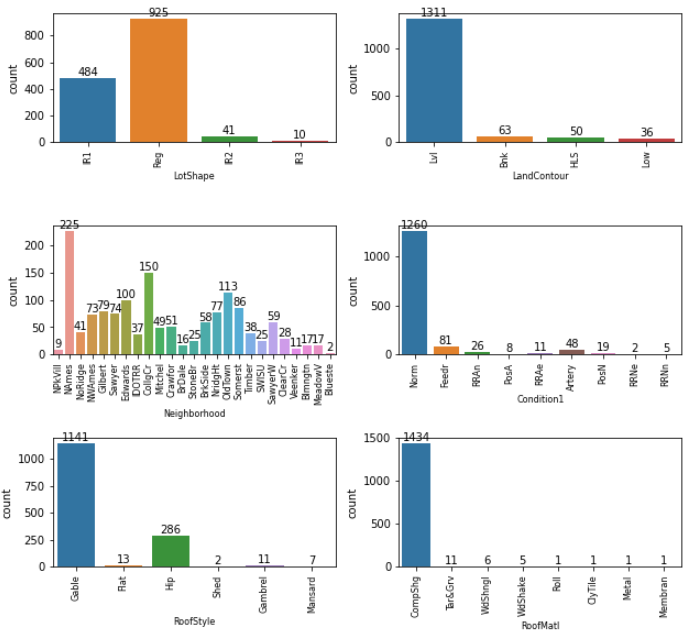 925
484
41
10
count
800
600
400
200
0
IR1
Reg
IR2
IR3
LotShape
1311
63
50
36
count
1000
500
0
Lvl
Bnk
HLS
Low
LandContour
225
9
41
73
79
74
100
37
150
49
51
16
25
58
77
113
86
38
25
59
28
11
17
17
2
count
200
150
100
50
0
NPkVill
NAmes
NoRidge
NWAmes
Gilbert
Sawyer
Edwards
IDOTRR
CollgCr
Mitchel
Crawfor
BrDale
StoneBr
BrkSide
NridgHt
OldTown
Somerst
Timber
SWISU
SawyerW
ClearCr
Veenker
Blmngtn
MeadowV
Blueste
Neighborhood
1260
81
26
8
11
48
19
2
5
count
1000
500
0
Norm
Feedr
RRAn
PosA
RRAe
Artery
PosN
RRNe
RRNn
Condition1
1141
13
286
2
11
7
count
1000
750
500
250
0
Gable
Flat
Hip
Shed
Gambrel
Mansard
RoofStyle
1434
11
6
5
1
1
1
1
count
1500
1000
500
0
CompShg
Tar&Grv
WdShngl
WdShake
Roll
ClyTile
Metal
Membran
RoofMatl